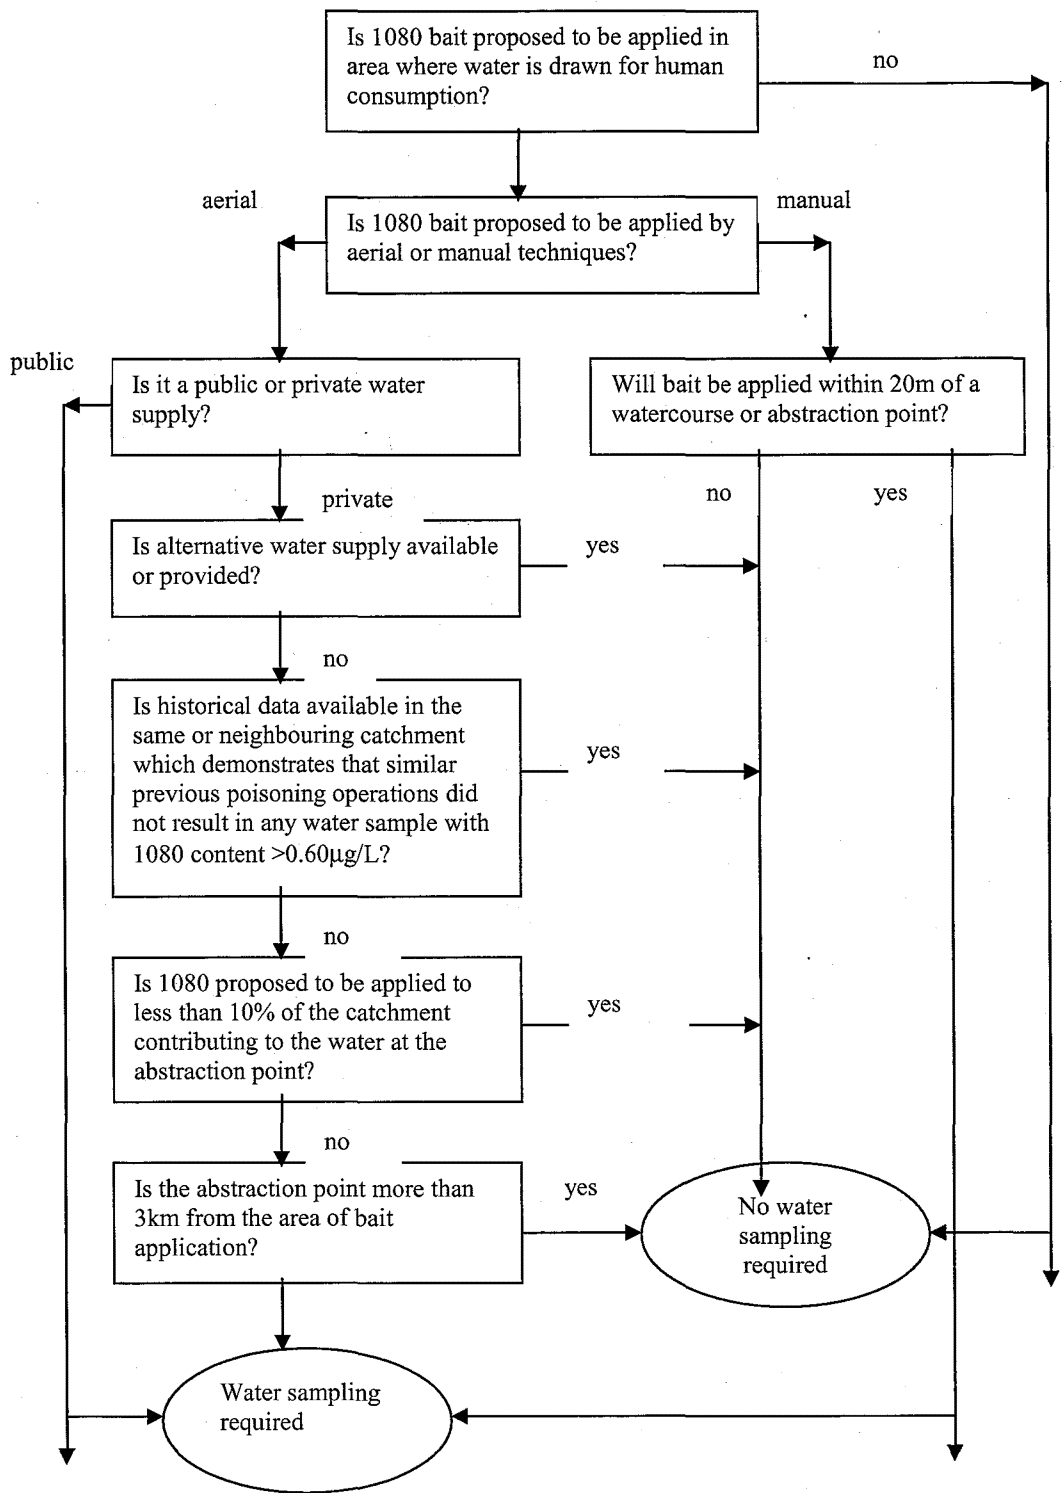 Is 1080 bait proposed to be applied in
area where water is drawn for human
consumption?
no
aerial
manual
Is 1080 bait proposed to be applied by
aerial or manual techniques?
public
Is it a public or private water
supply?
Will bait be applied within 20m of a
watercourse or abstraction point?
private
no
yes
Is alternative water supply available
or provided?
yes
no
Is historical data available in the
same or neighbouring catchment
which demonstrates that similar
previous poisoning operations did
not result in any water sample with
1080 content >0.60µg/L?
yes
no
Is 1080 proposed to be applied to
less than 10% of the catchment
contributing to the water at the
abstraction point?
yes
no
Is the abstraction point more than
3km from the area of bait
application?
yes
No water
sampling
required
Water sampling
required